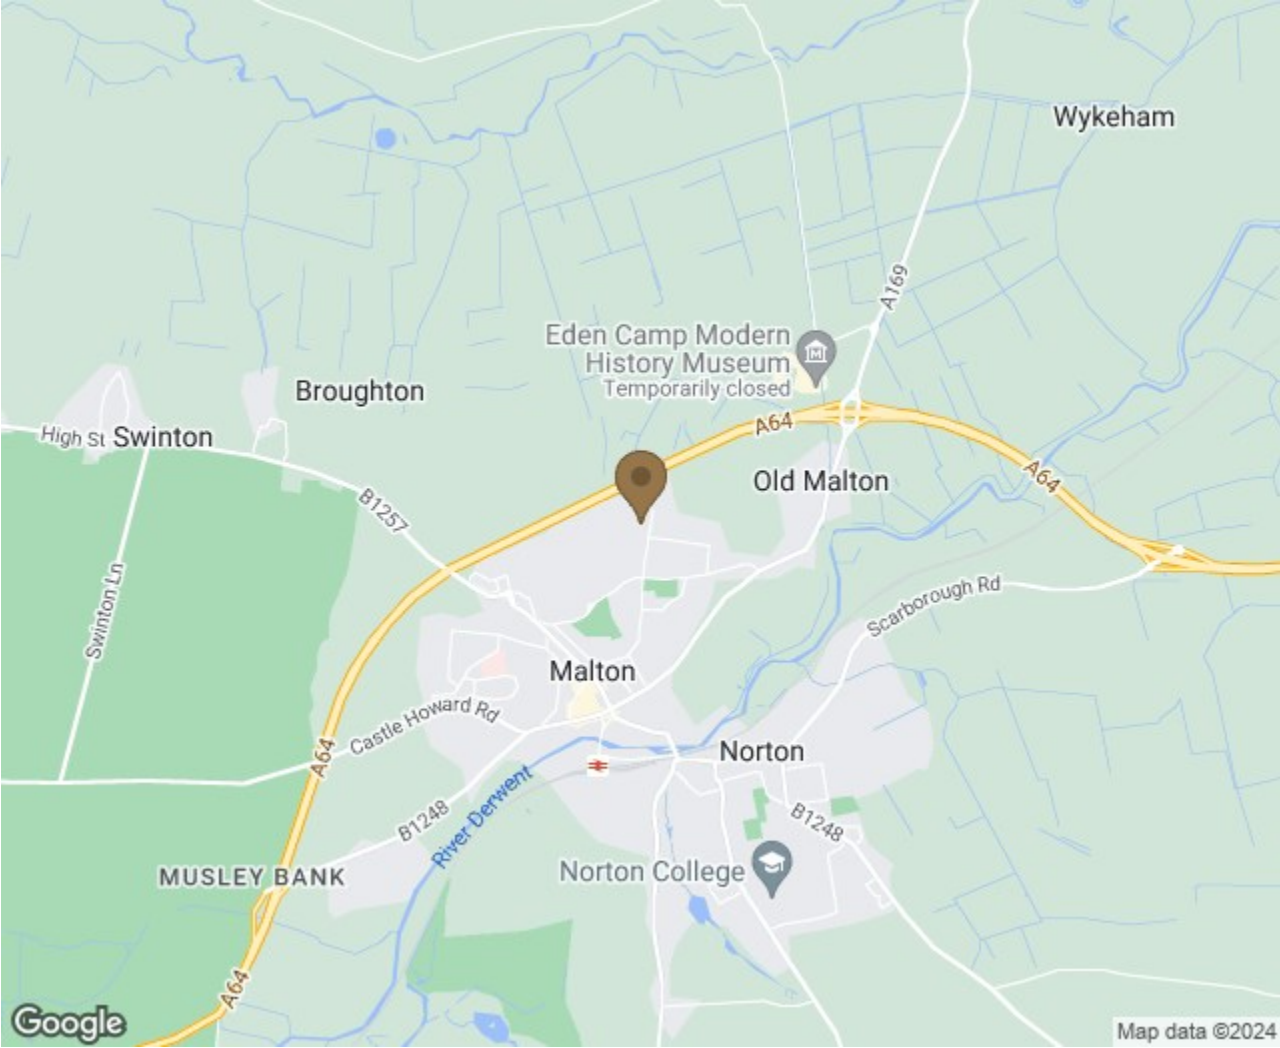 Wykeham
A169
Eden Camp Modern
History Museum
Temporarily closed
Broughton
High St
Swinton
A64
Old Malton
A64
B1257
Swinton Ln
Scarborough Rd
Malton
Castle Howard Rd
A64
Norton
River Derwent
B1248
B1248
MUSLEY BANK
Norton College
A64
Google
Map data ©2024